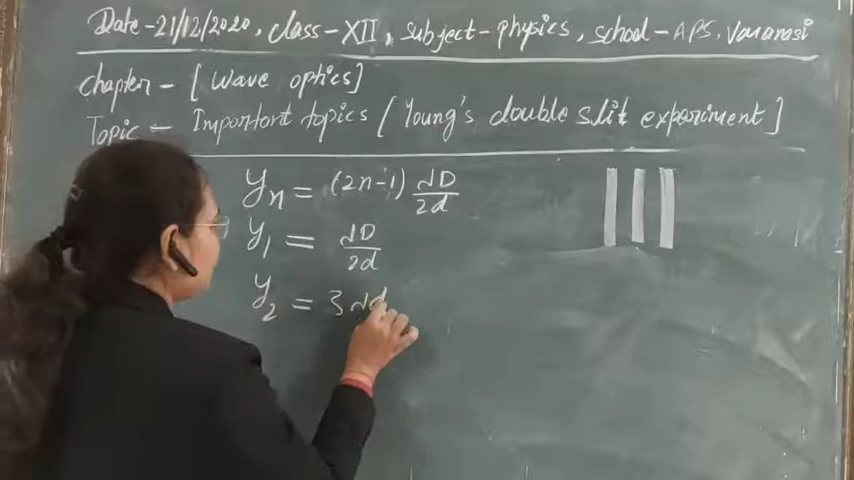 Date-21/12/2020, class-XII, subject-physics, school-APS, Varanasi
chapter - [wave optics]
Topic - Important topics [Young's double slit experiment]
yn = (2n-1) λD/2d
y1 = λD/2d
y2 = 3λd